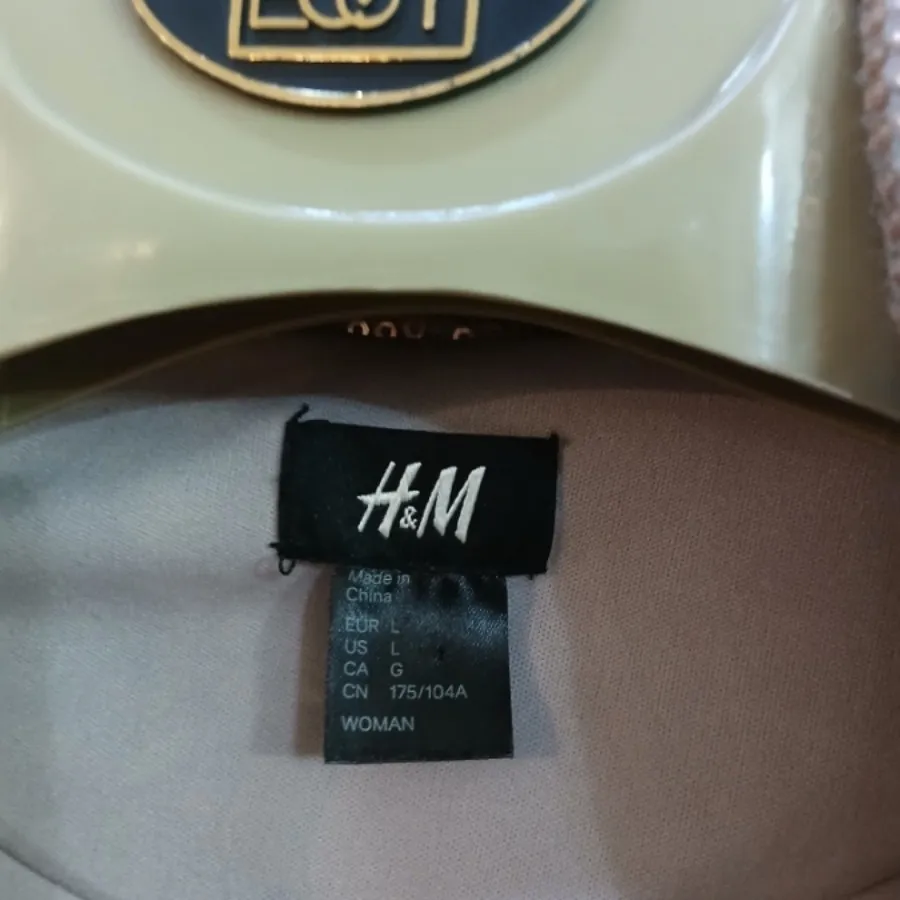 H&M
Made in
China
EUR L
US L
CA G
CN 175/104A
WOMAN